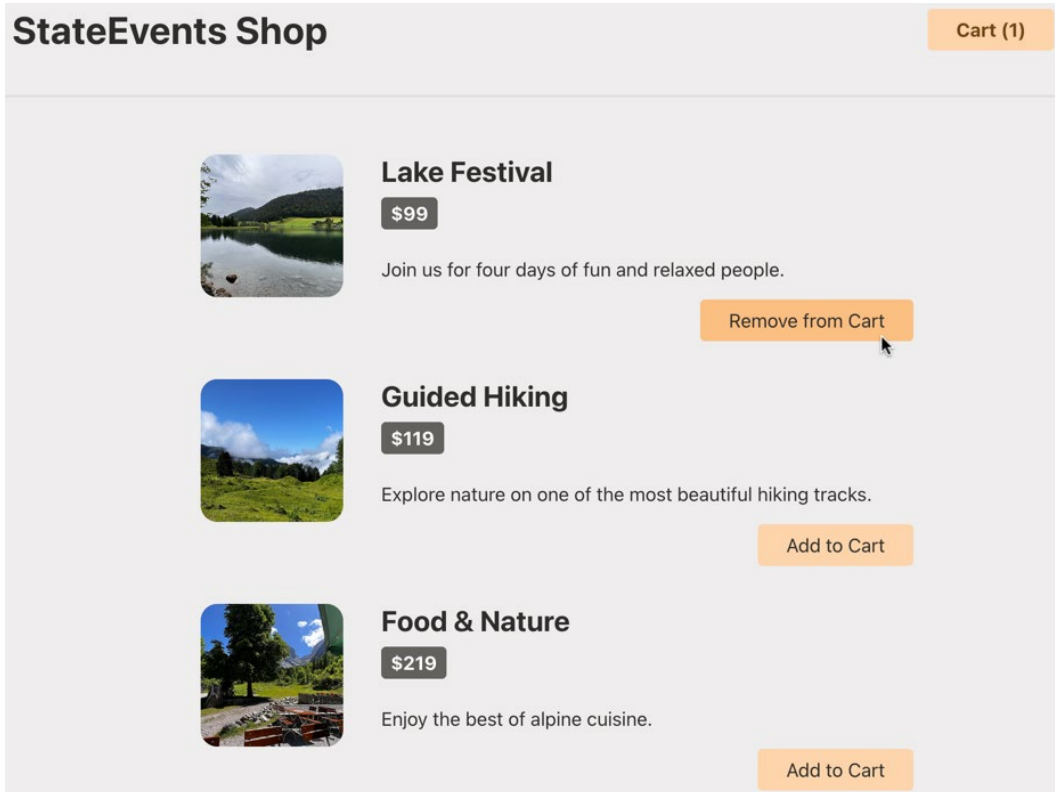 StateEvents Shop
Cart (1)
Lake Festival
$99
Join us for four days of fun and relaxed people.
Remove from Cart
Guided Hiking
$119
Explore nature on one of the most beautiful hiking tracks.
Add to Cart
Food & Nature
$219
Enjoy the best of alpine cuisine.
Add to Cart